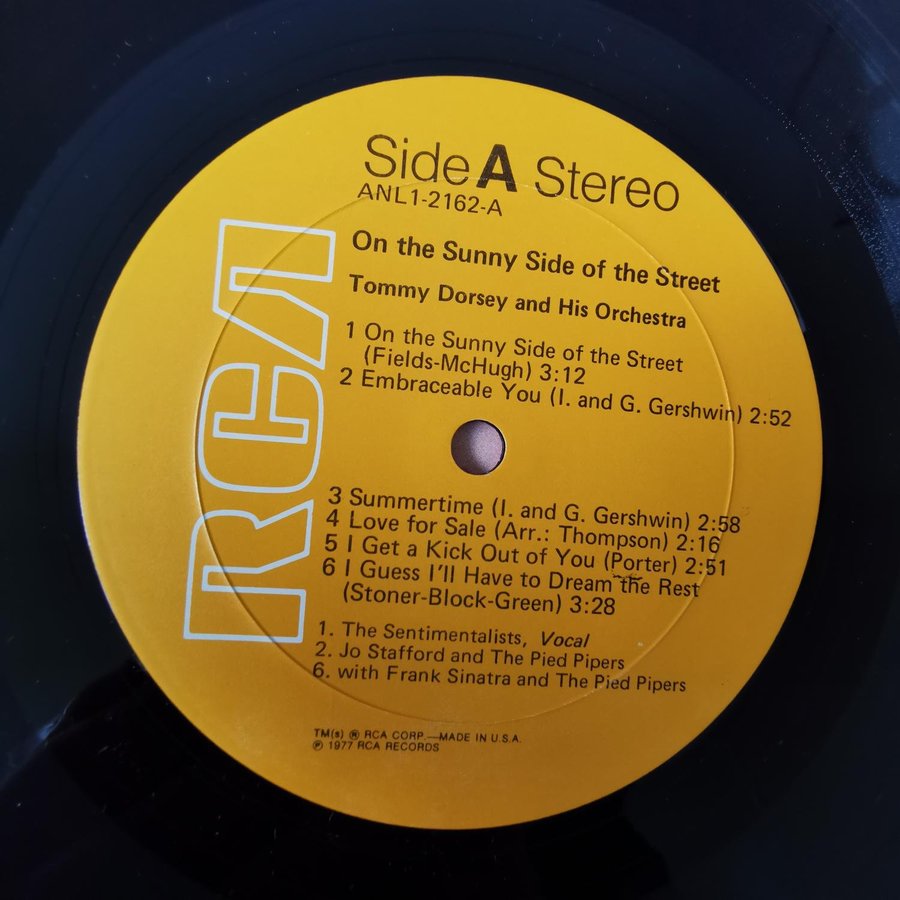 Side A Stereo
ANL1-2162-A
On the Sunny Side of the Street
Tommy Dorsey and His Orchestra
1 On the Sunny Side of the Street
(Fields-McHugh) 3:12
2 Embraceable You (I. and G. Gershwin) 2:52
RCA
3 Summertime (I. and G. Gershwin) 2:58
4 Love for Sale (Arr.: Thompson) 2:16
5 I Get a Kick Out of You (Porter) 2:51
6 I Guess I'll Have to Dream the Rest
(Stoner-Block-Green) 3:28
1. The Sentimentalists, Vocal
2. Jo Stafford and The Pied Pipers
6. with Frank Sinatra and The Pied Pipers
TM(s) ® RCA CORP.—MADE IN U.S.A.
℗ 1977 RCA RECORDS